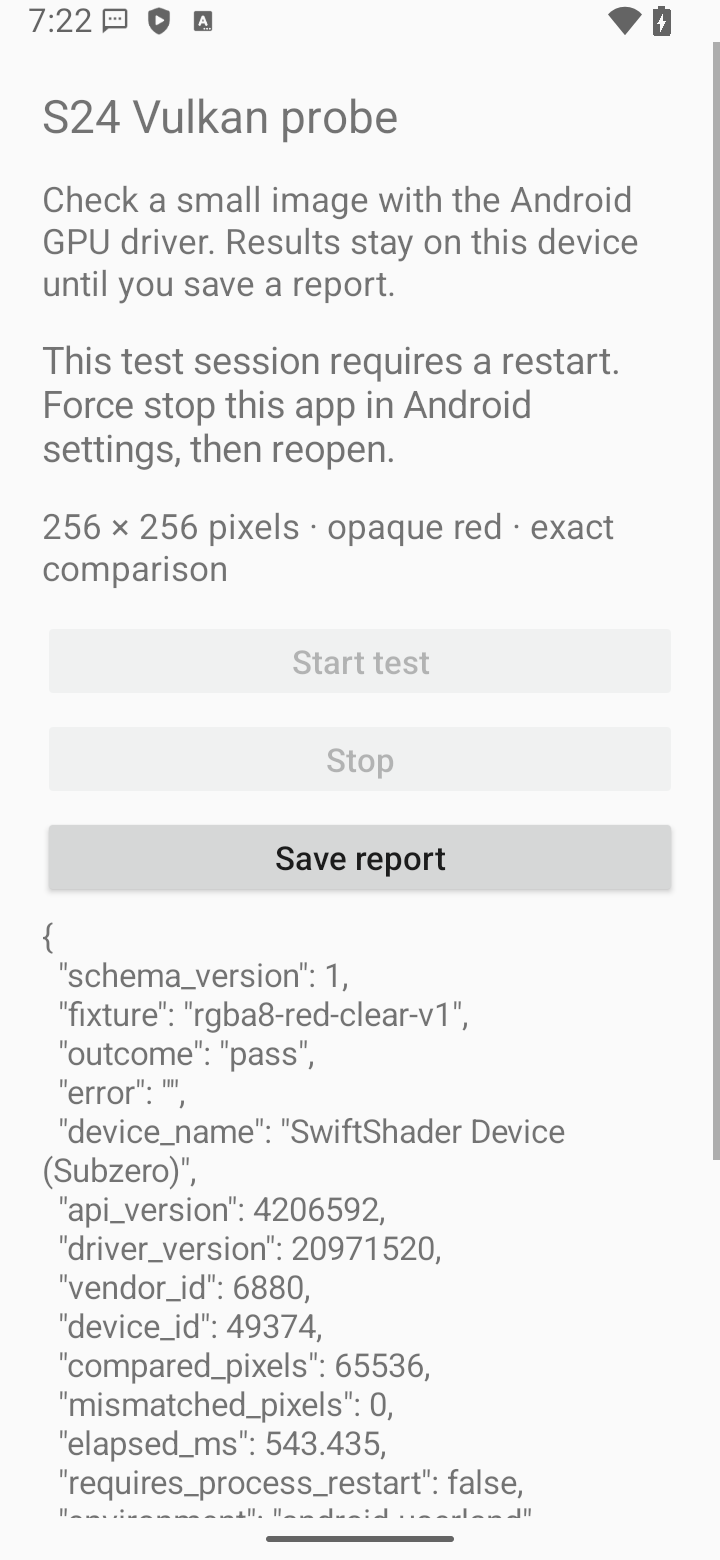 7:22
S24 Vulkan probe
Check a small image with the Android
GPU driver. Results stay on this device
until you save a report.
This test session requires a restart.
Force stop this app in Android
settings, then reopen.
256 × 256 pixels · opaque red · exact
comparison
Start test
Stop
Save report
{
"schema_version": 1,
"fixture": "rgba8-red-clear-v1",
"outcome": "pass",
"error": "",
"device_name": "SwiftShader Device
(Subzero)",
"api_version": 4206592,
"driver_version": 20971520,
"vendor_id": 6880,
"device_id": 49374,
"compared_pixels": 65536,
"mismatched_pixels": 0,
"elapsed_ms": 543.435,
"requires_process_restart": false,
"environment": "android-userland"